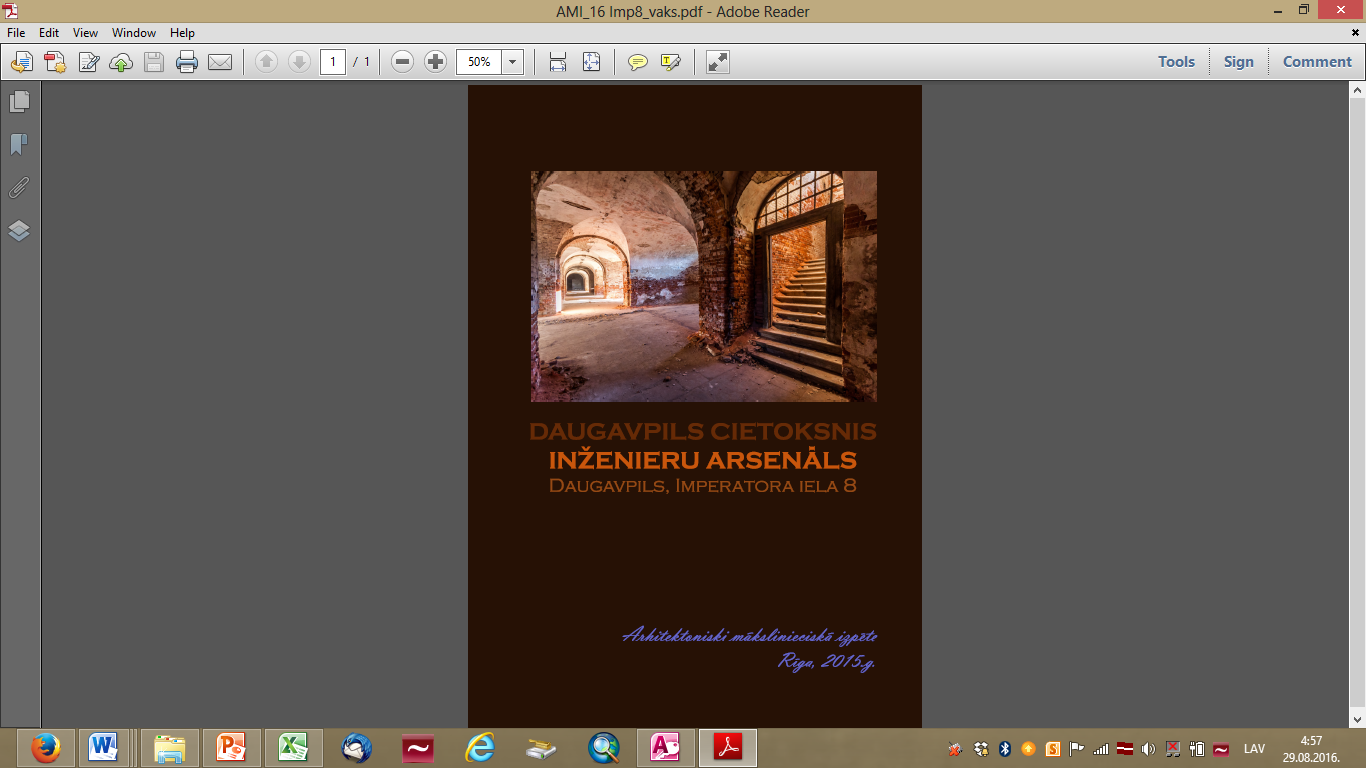 AMI_16 Imp8_vaks.pdf - Adobe Reader
File Edit View Window Help
1 / 1 50% Tools Sign Comment
DAUGAVPILS CIETOKSNIS
INŽENIERU ARSENĀLS
DAUGAVPILS, IMPERATORA IELA 8
Arhitektoniski mākslinieciskā izpēte
Rīga, 2015.g.
LAV
4:57
29.08.2016.